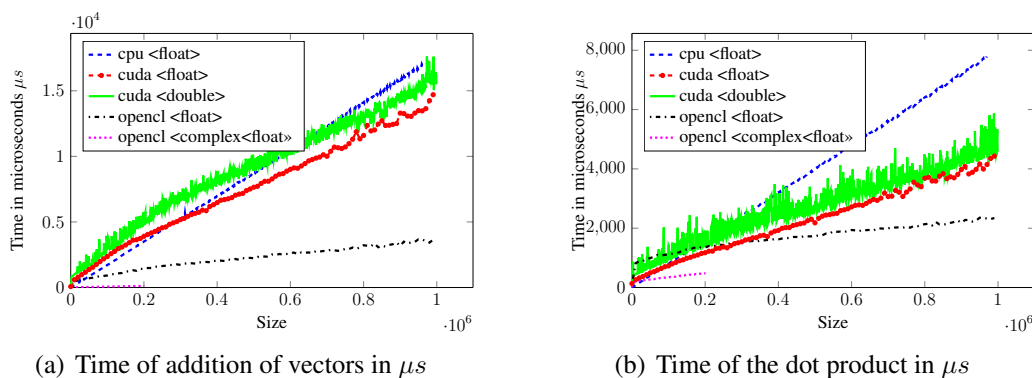 ·10⁴
cpu <float>
cuda <float>
cuda <double>
opencl <float>
opencl <complex<float»
1.5
1
0.5
0
Time in microseconds μs
0 0.2 0.4 0.6 0.8 1
Size
·10⁶
(a) Time of addition of vectors in μs
8,000
6,000
4,000
2,000
0
Time in microseconds μs
cpu <float>
cuda <float>
cuda <double>
opencl <float>
opencl <complex<float»
0 0.2 0.4 0.6 0.8 1
Size
·10⁶
(b) Time of the dot product in μs